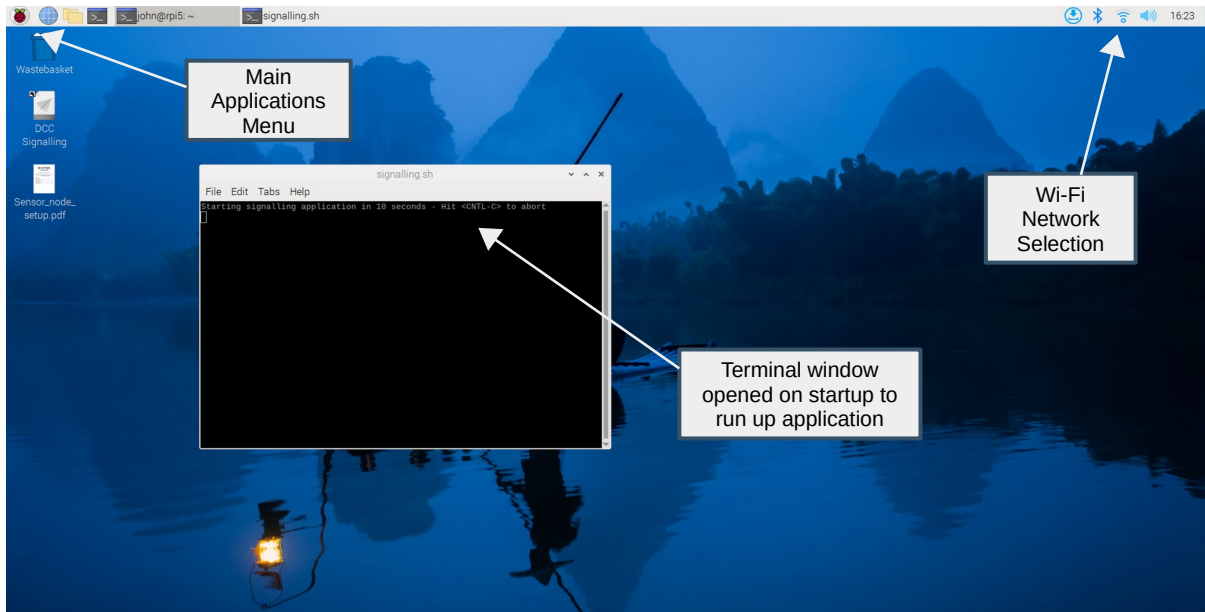 john@rpi5: ~
signalling.sh
16:23
Wastebasket
DCC
Signalling
Sensor_node_
setup.pdf
Main
Applications
Menu
signalling.sh
File Edit Tabs Help
Starting signalling application in 10 seconds - Hit <CNTL-C> to abort
Wi-Fi
Network
Selection
Terminal window
opened on startup to
run up application